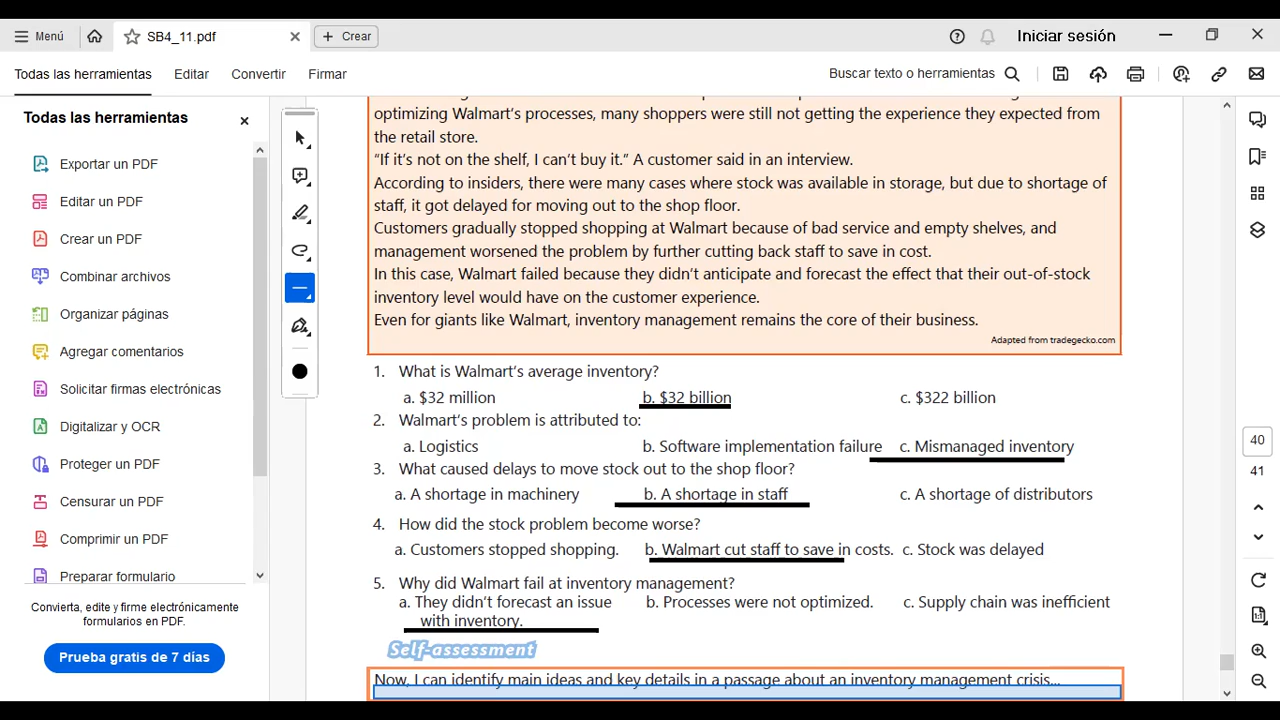 Menú
SB4_11.pdf
Crear
Iniciar sesión
Todas las herramientas
Editar
Convertir
Firmar
Buscar texto o herramientas
Todas las herramientas
Exportar un PDF
Editar un PDF
Crear un PDF
Combinar archivos
Organizar páginas
Agregar comentarios
Solicitar firmas electrónicas
Digitalizar y OCR
Proteger un PDF
Censurar un PDF
Comprimir un PDF
Preparar formulario
Convierta, edite y firme electrónicamente
formularios en PDF.
Prueba gratis de 7 días
optimizing Walmart's processes, many shoppers were still not getting the experience they expected from
the retail store.
"If it's not on the shelf, I can't buy it." A customer said in an interview.
According to insiders, there were many cases where stock was available in storage, but due to shortage of
staff, it got delayed for moving out to the shop floor.
Customers gradually stopped shopping at Walmart because of bad service and empty shelves, and
management worsened the problem by further cutting back staff to save in cost.
In this case, Walmart failed because they didn't anticipate and forecast the effect that their out-of-stock
inventory level would have on the customer experience.
Even for giants like Walmart, inventory management remains the core of their business.
Adapted from tradegecko.com
1. What is Walmart's average inventory?
a. $32 million b. $32 billion c. $322 billion
2. Walmart's problem is attributed to:
a. Logistics b. Software implementation failure c. Mismanaged inventory
3. What caused delays to move stock out to the shop floor?
a. A shortage in machinery b. A shortage in staff c. A shortage of distributors
4. How did the stock problem become worse?
a. Customers stopped shopping. b. Walmart cut staff to save in costs. c. Stock was delayed
5. Why did Walmart fail at inventory management?
a. They didn't forecast an issue b. Processes were not optimized. c. Supply chain was inefficient
with inventory.
Self-assessment
Now, I can identify main ideas and key details in a passage about an inventory management crisis...
40
41